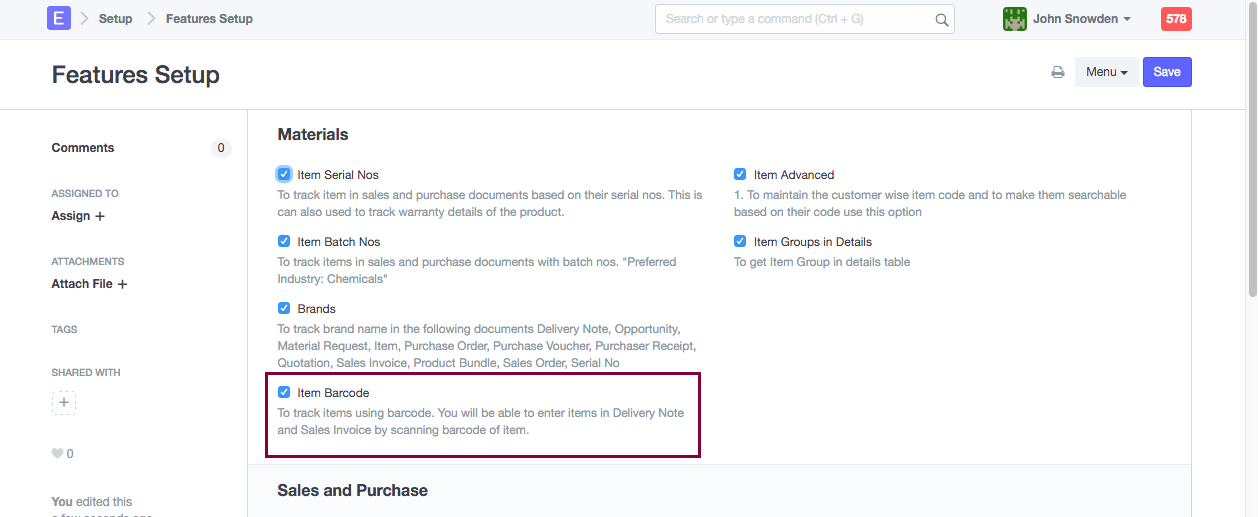 E
Setup
Features Setup
Search or type a command (Ctrl + G)
John Snowden
578
Features Setup
Menu
Save
Comments
0
ASSIGNED TO
Assign +
ATTACHMENTS
Attach File +
TAGS
SHARED WITH
+
0
You edited this
a few seconds ago
Materials
Item Serial Nos
To track item in sales and purchase documents based on their serial nos. This is
can also used to track warranty details of the product.
Item Batch Nos
To track items in sales and purchase documents with batch nos. "Preferred
Industry: Chemicals"
Brands
To track brand name in the following documents Delivery Note, Opportunity,
Material Request, Item, Purchase Order, Purchase Voucher, Purchaser Receipt,
Quotation, Sales Invoice, Product Bundle, Sales Order, Serial No
Item Barcode
To track items using barcode. You will be able to enter items in Delivery Note
and Sales Invoice by scanning barcode of item.
Item Advanced
1. To maintain the customer wise item code and to make them searchable
based on their code use this option
Item Groups in Details
To get Item Group in details table
Sales and Purchase